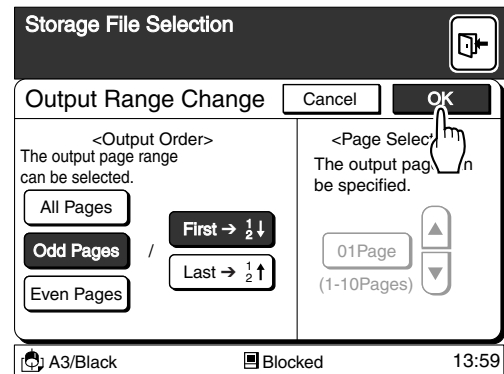 Storage File Selection
Output Range Change
Cancel
OK
<Output Order>
The output page range
can be selected.
All Pages
Odd Pages
Even Pages
/
First → 1/2 ↓
Last → 1/2 ↑
<Page Select
The output pag n
be specified.
01Page
(1-10Pages)
A3/Black
Blocked
13:59